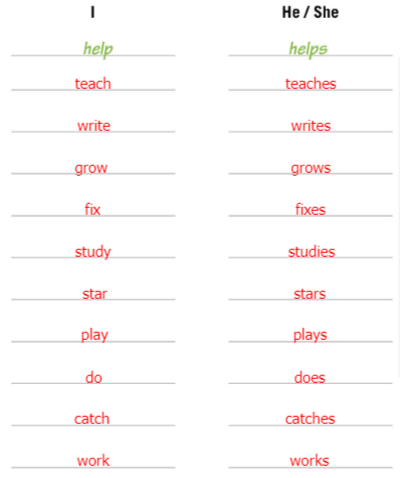 I He / She
help helps
teach teaches
write writes
grow grows
fix fixes
study studies
star stars
play plays
do does
catch catches
work works